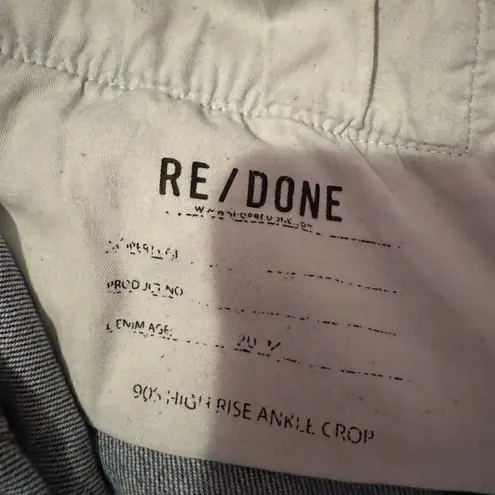 RE/DONE
PRODUCT NO
DENIM AGE: 20 Y
90S HIGH RISE ANKLE CROP